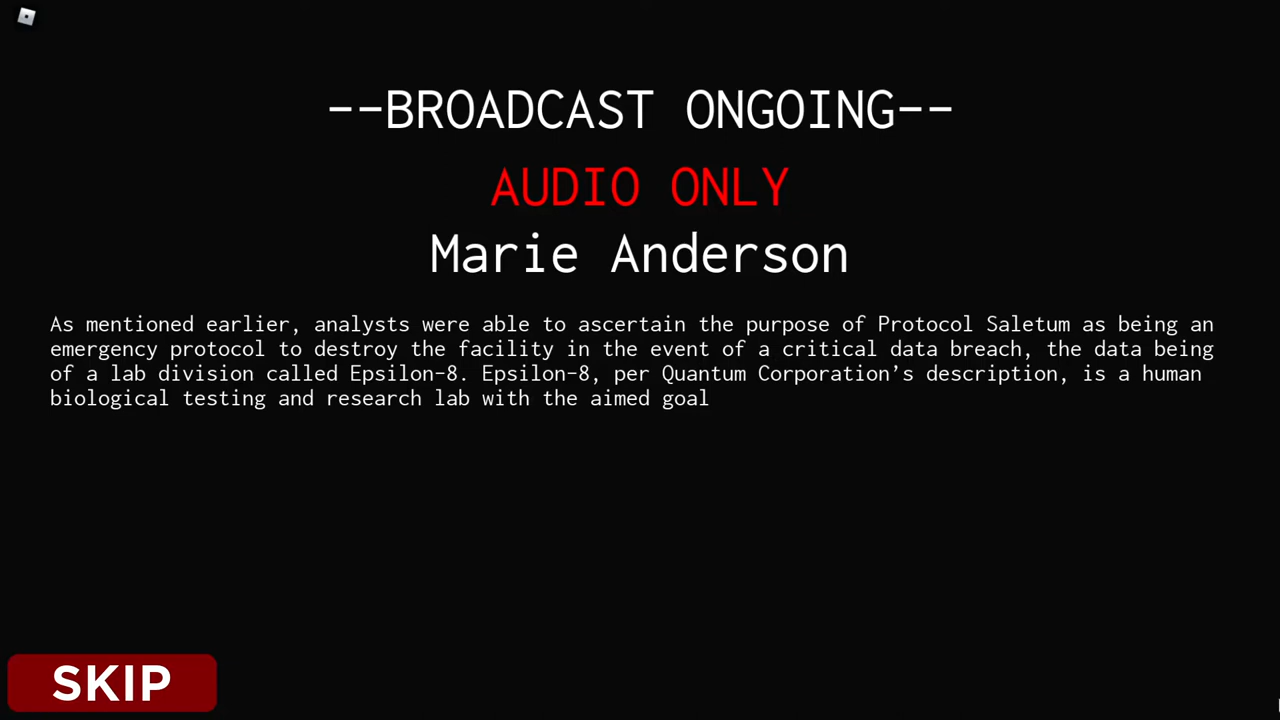 --BROADCAST ONGOING--
AUDIO ONLY
Marie Anderson
As mentioned earlier, analysts were able to ascertain the purpose of Protocol Saletum as being an
emergency protocol to destroy the facility in the event of a critical data breach, the data being
of a lab division called Epsilon-8. Epsilon-8, per Quantum Corporation’s description, is a human
biological testing and research lab with the aimed goal
SKIP